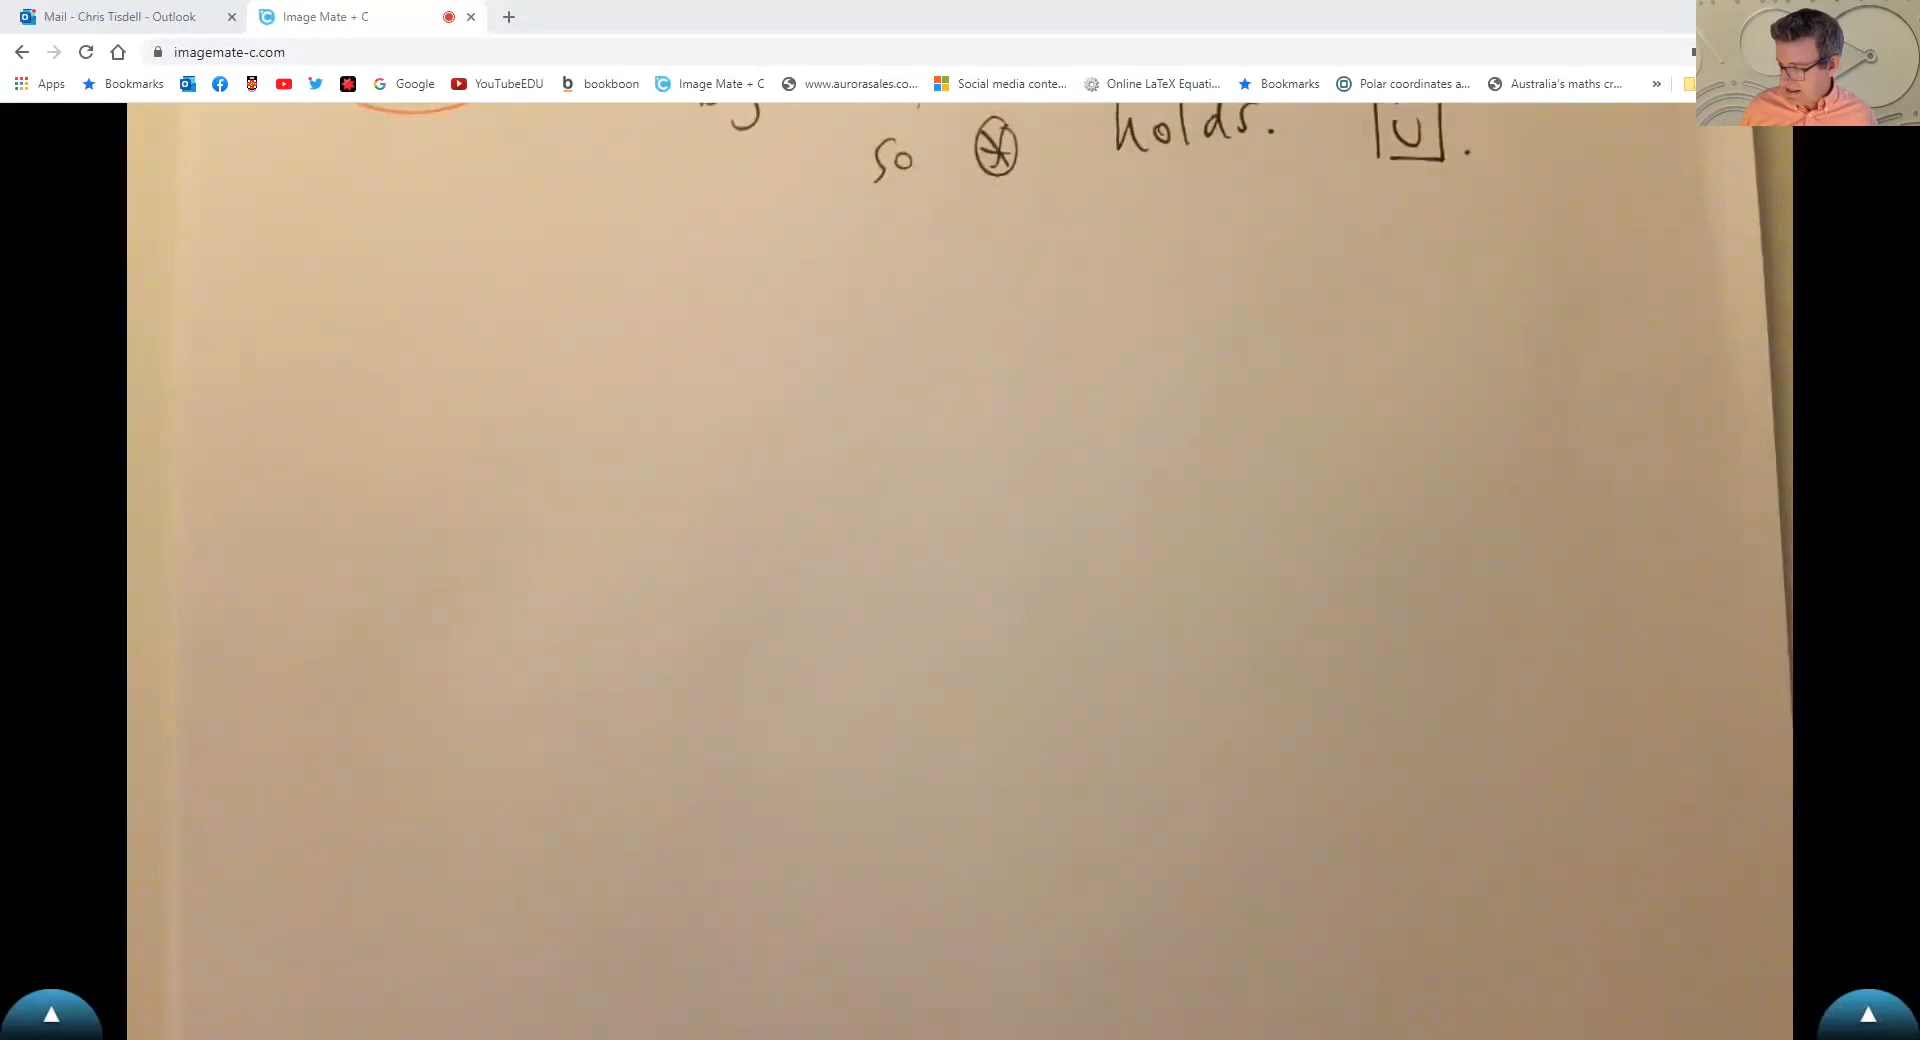 Mail - Chris Tisdell - Outlook
Image Mate + C
imagemate-c.com
Apps Bookmarks Google YouTubeEDU bookboon Image Mate + C www.aurorasales.co... Social media conte... Online LaTeX Equati... Bookmarks Polar coordinates a... Australia's maths cr... »
holds.
so ⊛